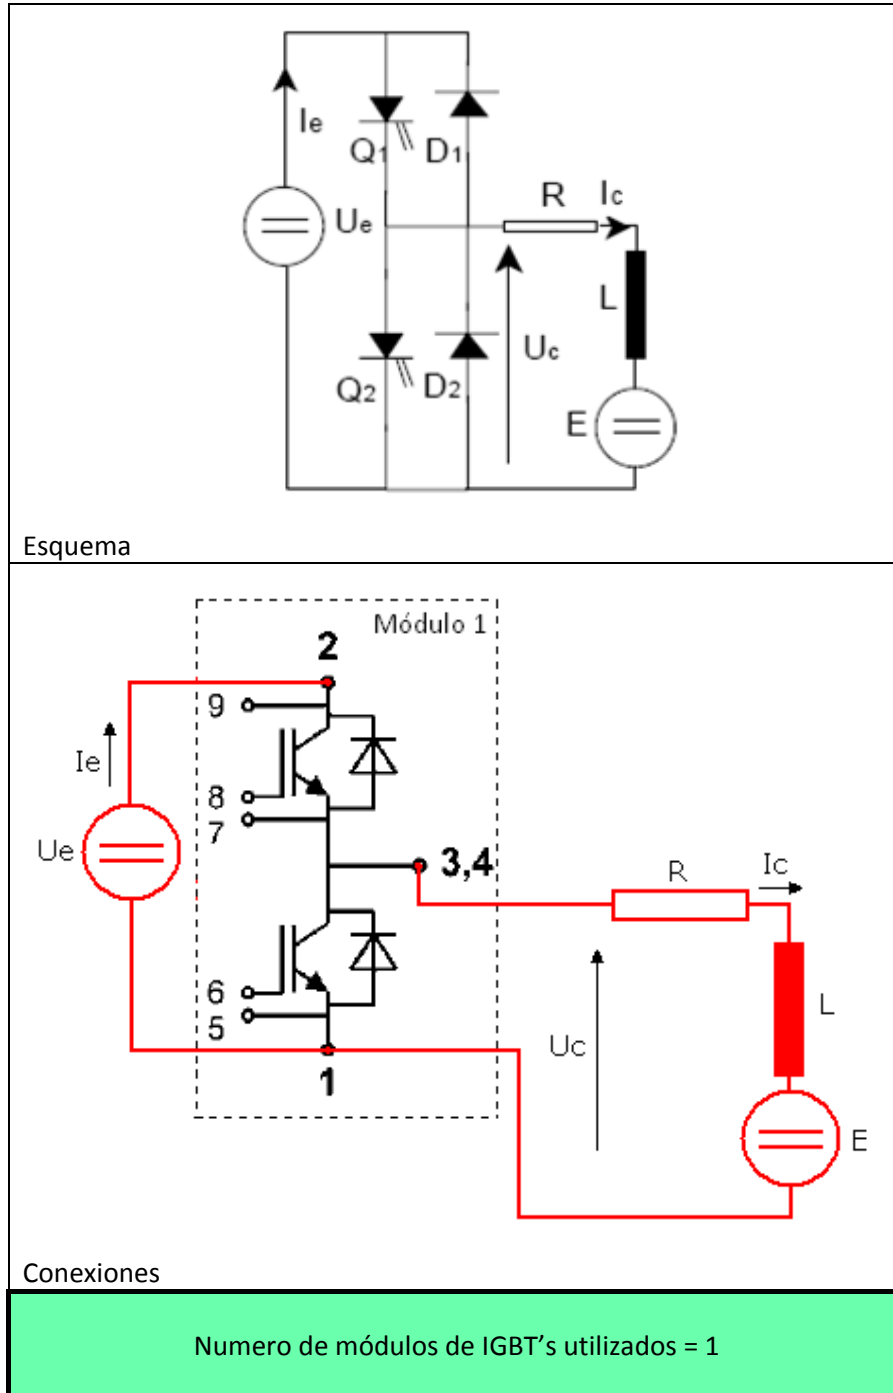 Ie
Ue
Q1
D1
R
Ic
L
Uc
Q2
D2
E
Esquema
Módulo 1
2
9
Ie
8
7
Ue
3,4
R
Ic
6
5
L
Uc
1
E
Conexiones
Numero de módulos de IGBT’s utilizados = 1